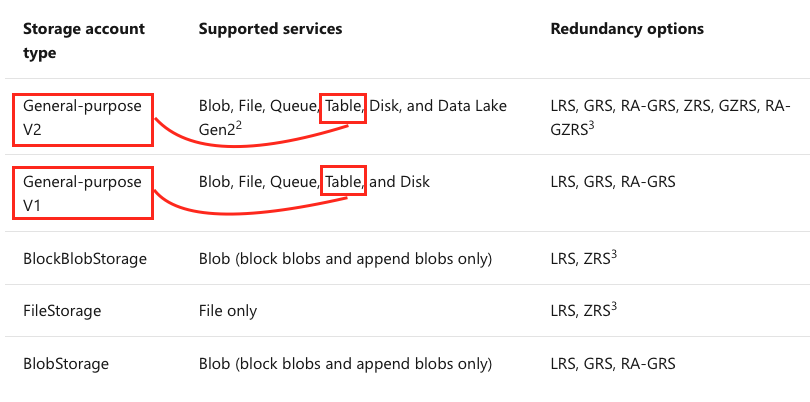 Storage account type
Supported services
Redundancy options
General-purpose V2
Blob, File, Queue, Table, Disk, and Data Lake Gen2²
LRS, GRS, RA-GRS, ZRS, GZRS, RA-GZRS³
General-purpose V1
Blob, File, Queue, Table, and Disk
LRS, GRS, RA-GRS
BlockBlobStorage
Blob (block blobs and append blobs only)
LRS, ZRS³
FileStorage
File only
LRS, ZRS³
BlobStorage
Blob (block blobs and append blobs only)
LRS, GRS, RA-GRS